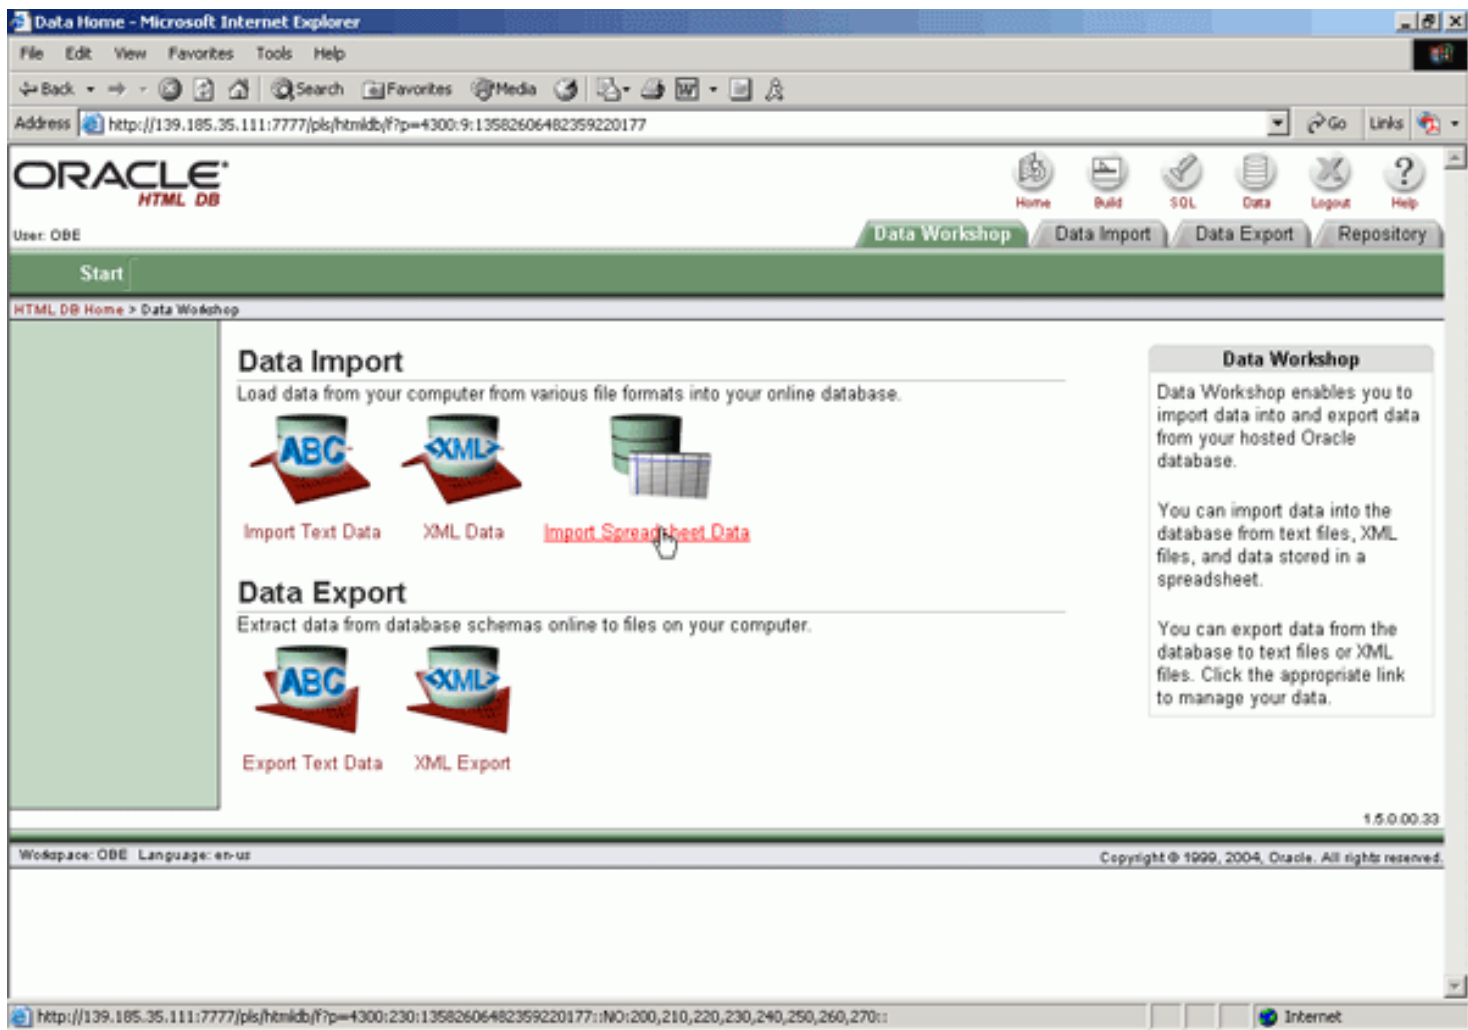 Data Home - Microsoft Internet Explorer
File Edit View Favorites Tools Help
Back Search Favorites Media
Address http://139.185.35.111:7777/pls/htmldb/f?p=4300:9:13582606482359220177 Go Links
ORACLE
HTML DB
Home Build SQL Data Logout Help
User: OBE
Data Workshop Data Import Data Export Repository
Start
HTML DB Home > Data Workshop
Data Import
Load data from your computer from various file formats into your online database.
ABC <XML>
Import Text Data XML Data Import Spreadsheet Data
Data Export
Extract data from database schemas online to files on your computer.
ABC <XML>
Export Text Data XML Export
Data Workshop
Data Workshop enables you to
import data into and export data
from your hosted Oracle
database.
You can import data into the
database from text files, XML
files, and data stored in a
spreadsheet.
You can export data from the
database to text files or XML
files. Click the appropriate link
to manage your data.
1.5.0.00.33
Workspace: OBE Language: en-us
Copyright © 1999, 2004, Oracle. All rights reserved.
http://139.185.35.111:7777/pls/htmldb/f?p=4300:230:13582606482359220177::NO:200,210,220,230,240,250,260,270::
Internet